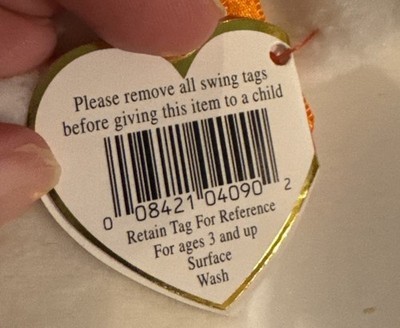 Please remove all swing tags
before giving this item to a child
0 08421 04090 2
Retain Tag For Reference
For ages 3 and up
Surface
Wash